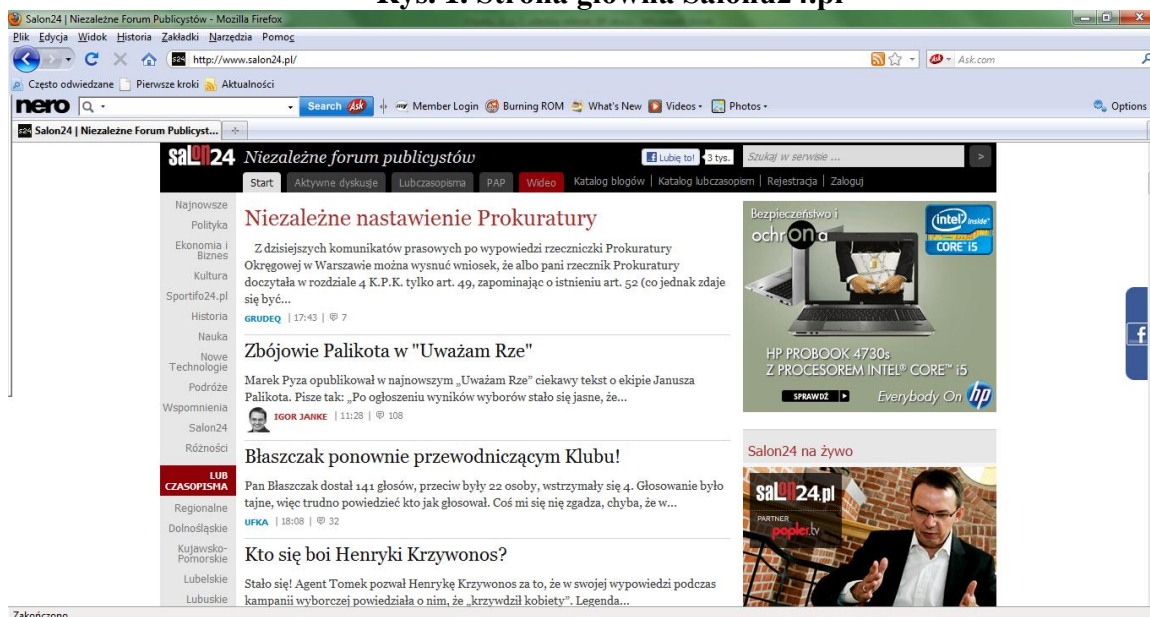 Rys. 1. Strona główna Salonu24.pl
Salon24 | Niezależne Forum Publicystów - Mozilla Firefox
Plik Edycja Widok Historia Zakładki Narzędzia Pomoc
http://www.salon24.pl/
Ask.com
Często odwiedzane Pierwsze kroki Aktualności
nero Search Ask Member Login Burning ROM What's New Videos Photos Options
Salon24 | Niezależne Forum Publicyst...
salon24 Niezależne forum publicystów
Lubię to! 3 tys.
Szukaj w serwisie ... >
Start Aktywne dyskusje Lubczasopisma PAP Wideo Katalog blogów | Katalog lubczasopism | Rejestracja | Zaloguj
Najnowsze
Polityka
Ekonomia i
Biznes
Kultura
Sportifo24.pl
Historia
Nauka
Nowe
Technologie
Podróże
Wspomnienia
Salon24
Różności
LUB
CZASOPISMA
Regionalne
Dolnośląskie
Kujawsko-
Pomorskie
Lubelskie
Lubuskie
Niezależne nastawienie Prokuratury
Z dzisiejszych komunikatów prasowych po wypowiedzi rzeczniczki Prokuratury
Okręgowej w Warszawie można wysnuć wniosek, że albo pani rzecznik Prokuratury
doczytała w rozdziale 4 K.P.K. tylko art. 49, zapominając o istnieniu art. 52 (co jednak zdaje
się być...
GRUDEQ | 17:43 | 7
Zbójowie Palikota w "Uważam Rze"
Marek Pyza opublikował w najnowszym „Uważam Rze” ciekawy tekst o ekipie Janusza
Palikota. Pisze tak: „Po ogłoszeniu wyników wyborów stało się jasne, że...
IGOR JANKE | 11:28 | 108
Błaszczak ponownie przewodniczącym Klubu!
Pan Błaszczak dostał 141 głosów, przeciw były 22 osoby, wstrzymały się 4. Głosowanie było
tajne, więc trudno powiedzieć kto jak głosował. Coś mi się nię zgadza, chyba, że w...
UFKA | 18:08 | 32
Kto się boi Henryki Krzywonos?
Stało się! Agent Tomek pozwał Henrykę Krzywonos za to, że w swojej wypowiedzi podczas
kampanii wyborczej powiedziała o nim, że „krzywdził kobiety”. Legenda...
Bezpieczeństwo i
ochrona
intel inside
CORE i5
HP PROBOOK 4730s
Z PROCESOREM INTEL® CORE™ i5
SPRAWDŹ
Everybody On hp
Salon24 na żywo
salon24.pl
PARTNER
popler.tv
f
Zakończono